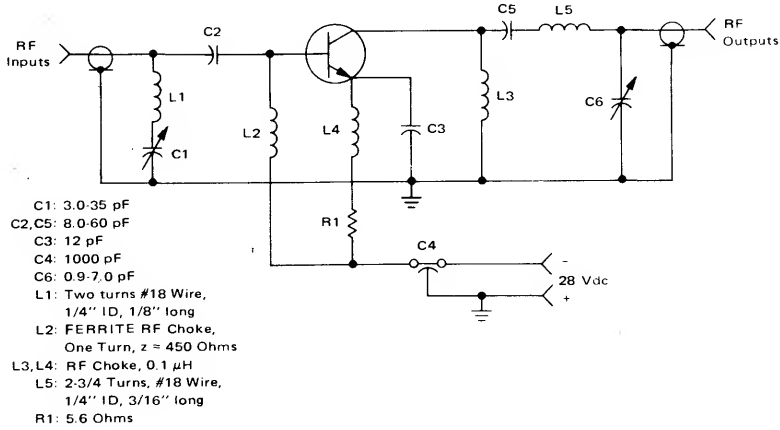 RF
Inputs
C2
C5
L5
RF
Outputs
L1
C1
L2
L4
C3
L3
C6
R1
C4
-
28 Vdc
+
C1: 3.0-35 pF
C2,C5: 8.0-60 pF
C3: 12 pF
C4: 1000 pF
C6: 0.9-7.0 pF
L1: Two turns #18 Wire,
1/4" ID, 1/8" long
L2: FERRITE RF Choke,
One Turn, z = 450 Ohms
L3,L4: RF Choke, 0.1 μH
L5: 2-3/4 Turns, #18 Wire,
1/4" ID, 3/16" long
R1: 5.6 Ohms